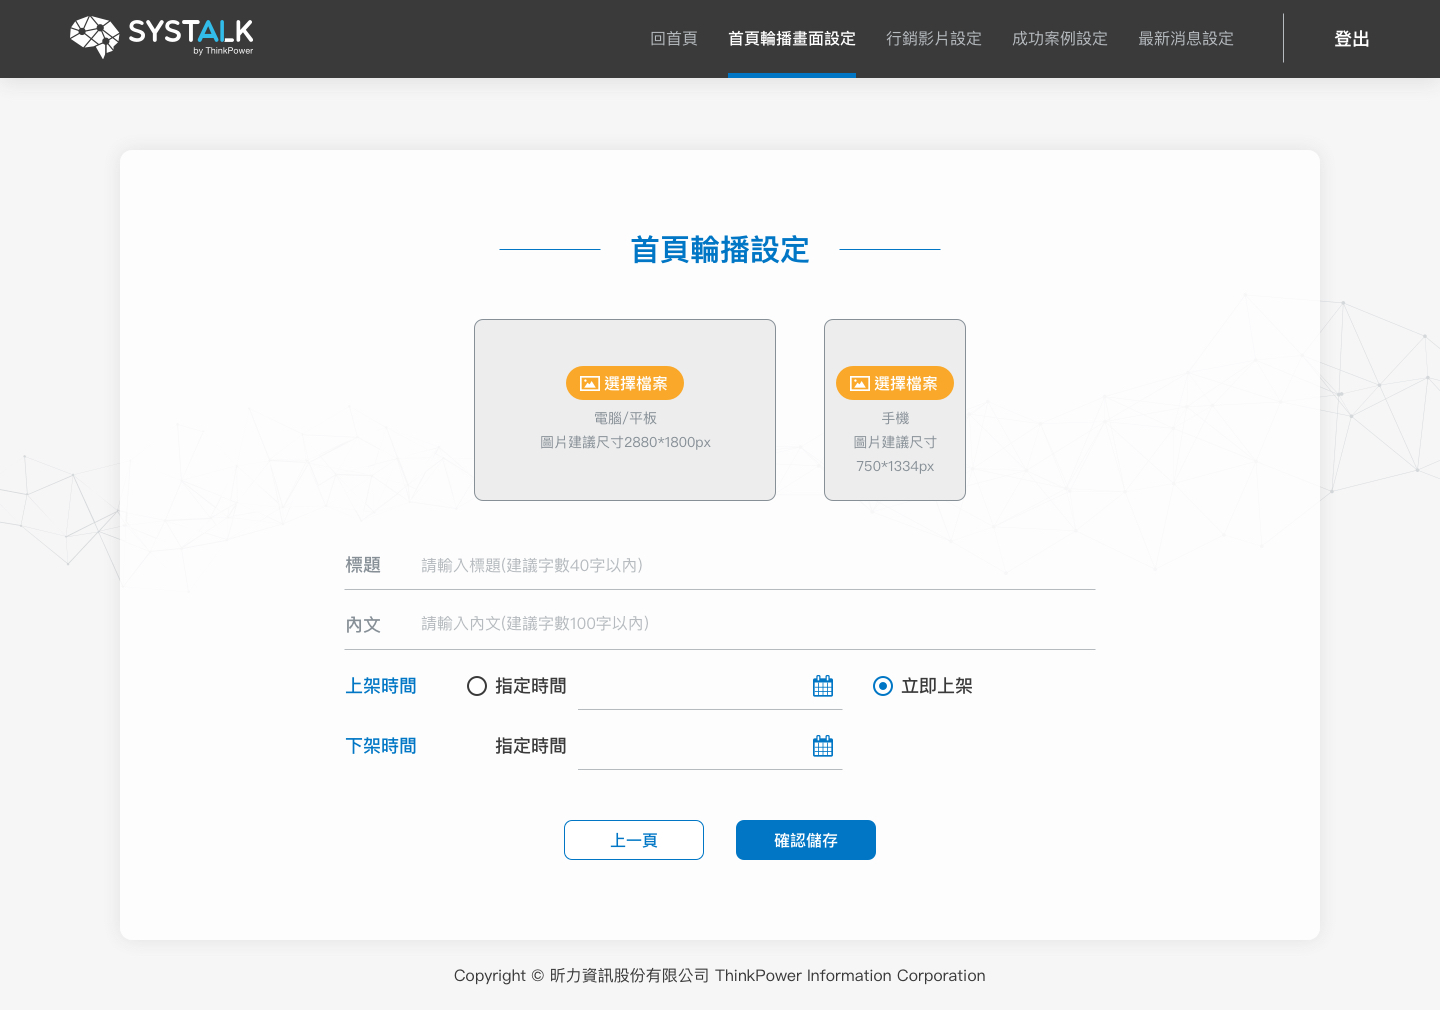 SYSTALK
by ThinkPower
回首頁
首頁輪播畫面設定
行銷影片設定
成功案例設定
最新消息設定
登出
首頁輪播設定
選擇檔案
電腦/平板
圖片建議尺寸2880*1800px
選擇檔案
手機
圖片建議尺寸
750*1334px
標題
請輸入標題(建議字數40字以內)
內文
請輸入內文(建議字數100字以內)
上架時間
指定時間
立即上架
下架時間
指定時間
上一頁
確認儲存
Copyright © 昕力資訊股份有限公司 ThinkPower Information Corporation